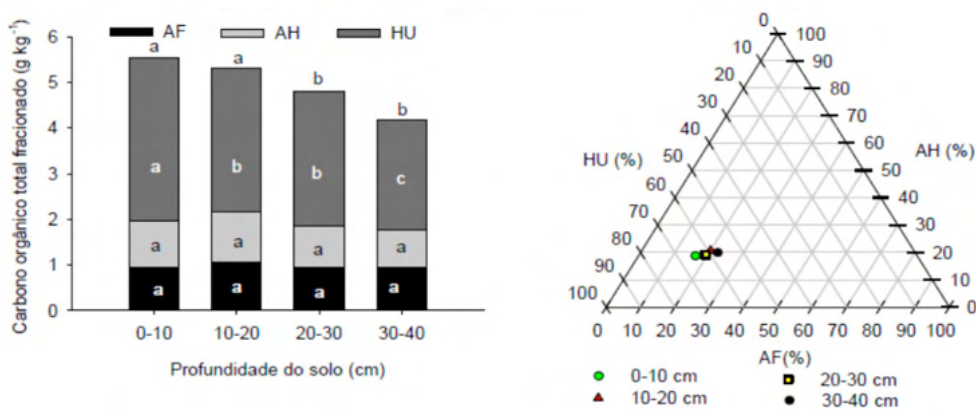 AF AH HU
Carbono orgânico total fracionado (g kg⁻¹)
6
5
4
3
2
1
0
a
a
b
b
a
b
b
c
a
a
a
a
a
a
a
a
0-10 10-20 20-30 30-40
Profundidade do solo (cm)
HU (%)
0
10
20
30
40
50
60
70
80
90
100
AH (%)
100
90
80
70
60
50
40
30
20
10
0
0 10 20 30 40 50 60 70 80 90 100
AF(%)
0-10 cm
20-30 cm
10-20 cm
30-40 cm